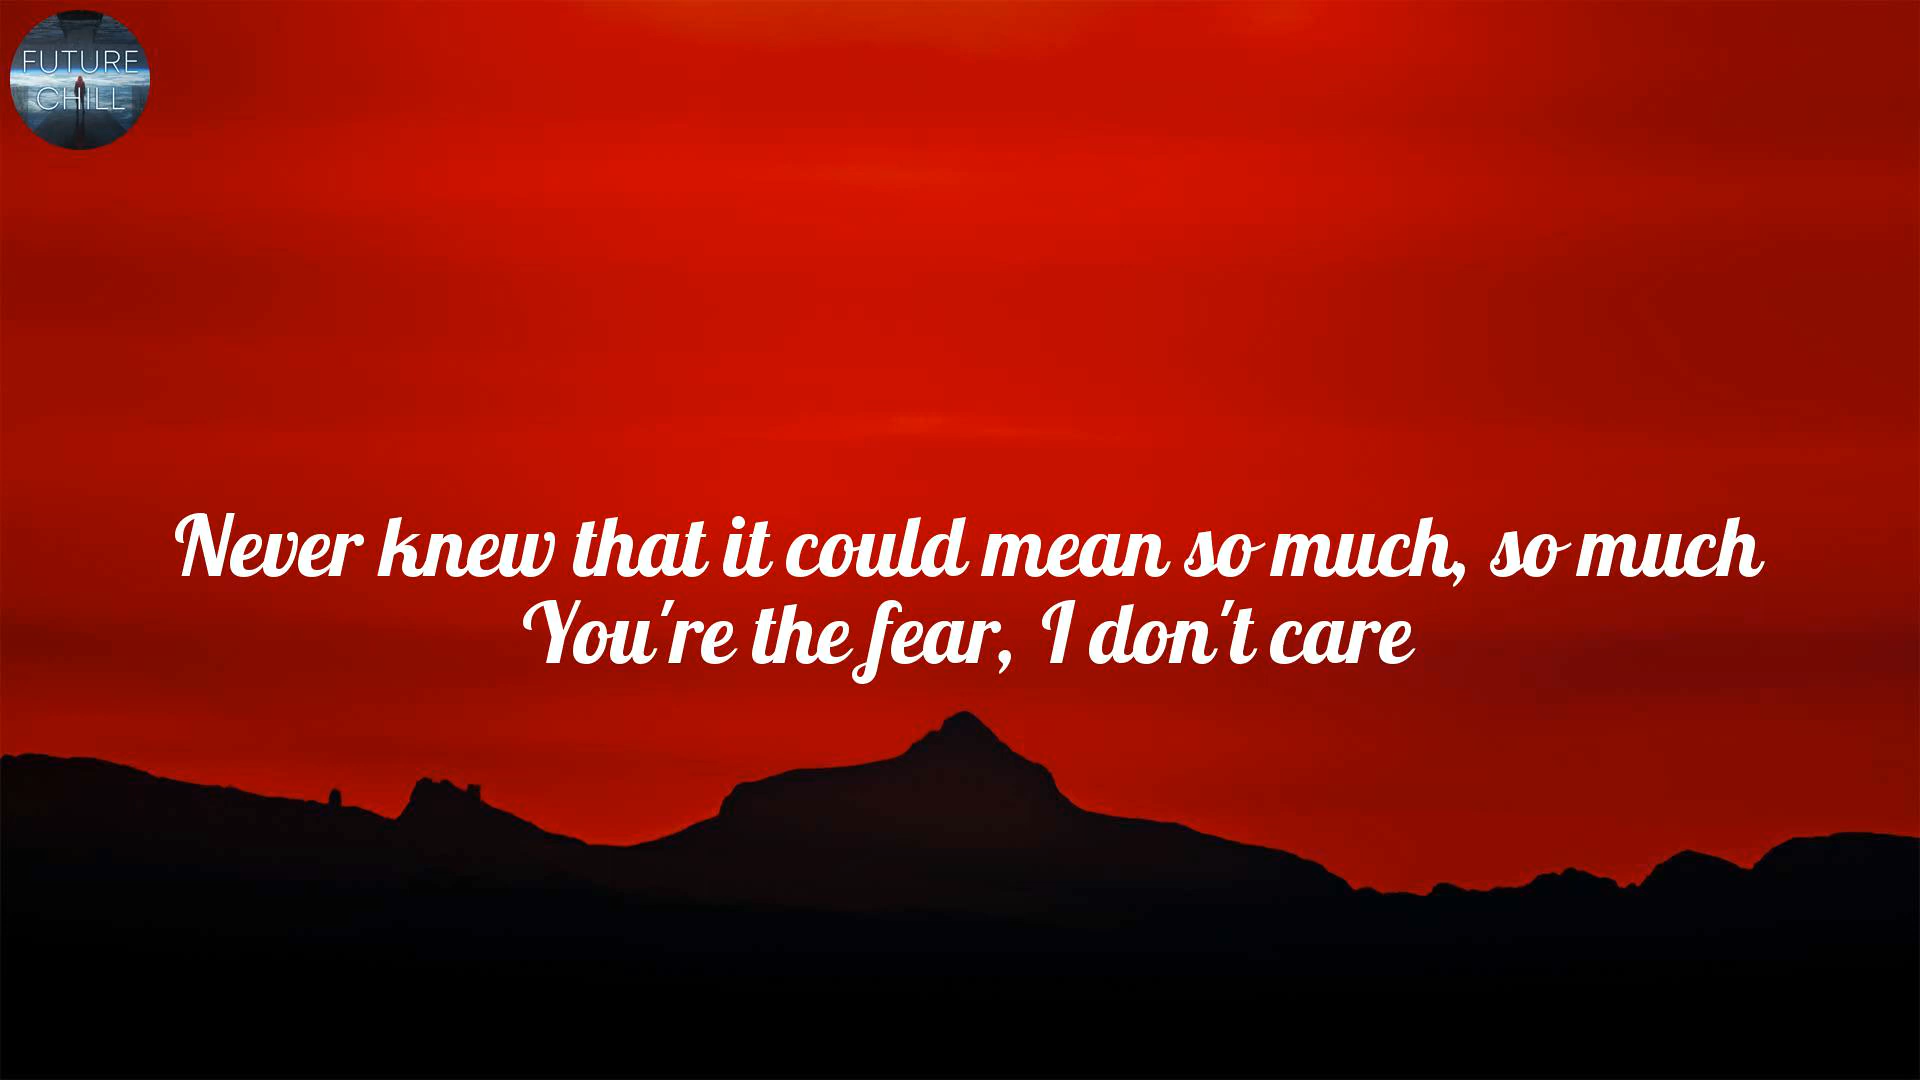 FUTURE
CHILL
Never knew that it could mean so much, so much
You're the fear, I don't care